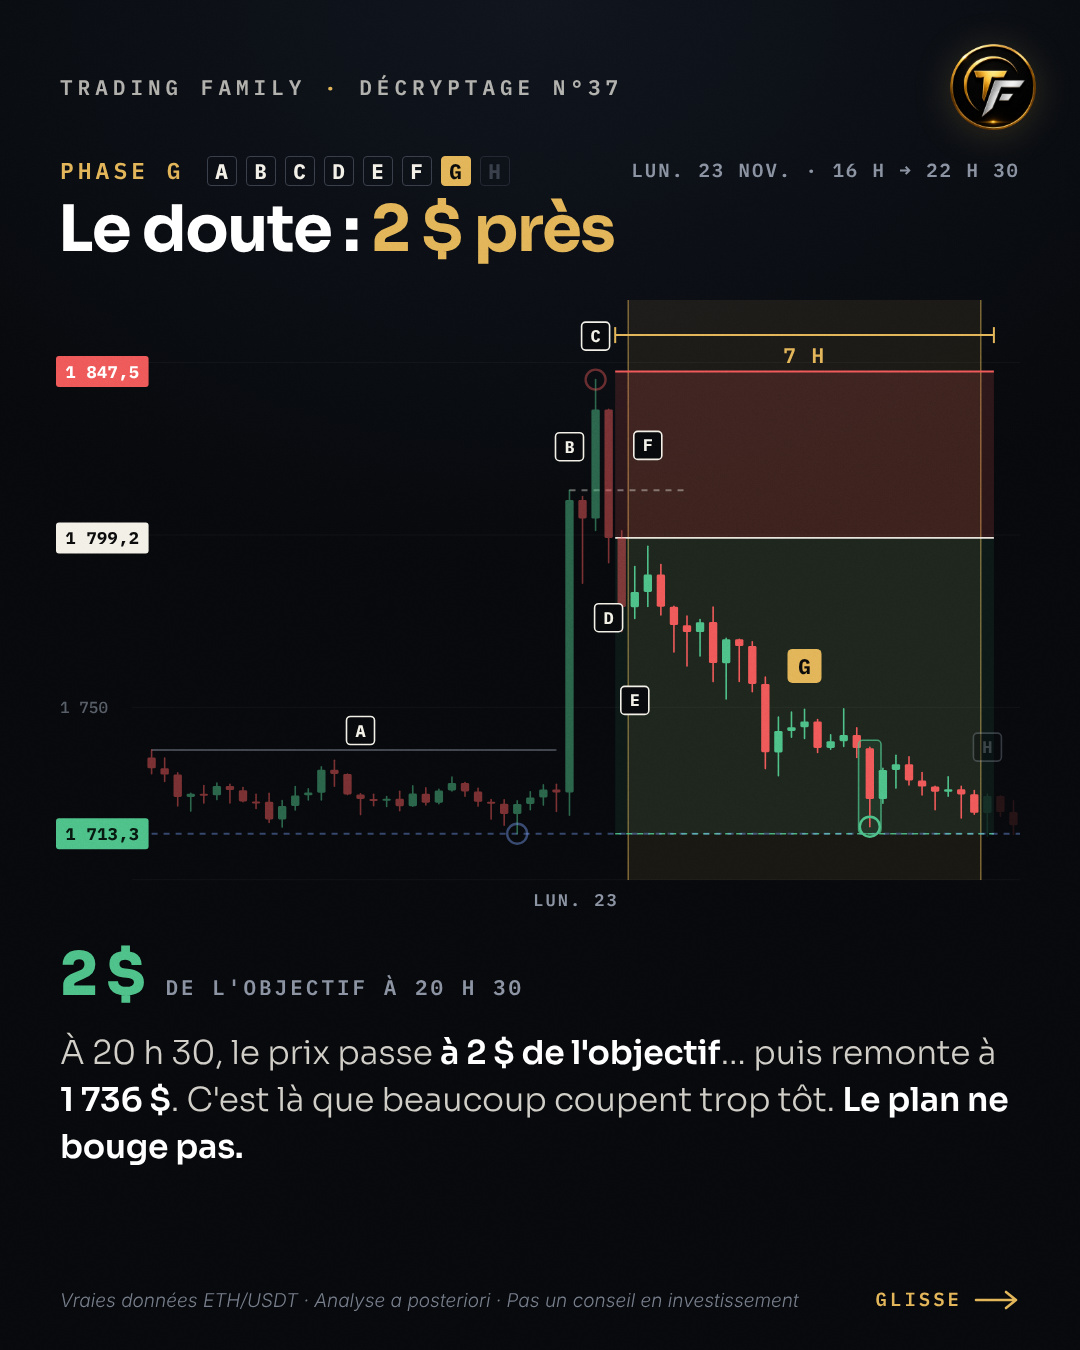 TRADING FAMILY · DÉCRYPTAGE N°37
TF
PHASE G A B C D E F G H
LUN. 23 NOV. · 16 H → 22 H 30
Le doute : 2 $ près
C
7 H
1 847,5
B
F
1 799,2
D
G
E
1 750
A
H
1 713,3
LUN. 23
2 $ DE L'OBJECTIF À 20 H 30
À 20 h 30, le prix passe à 2 $ de l'objectif... puis remonte à
1 736 $. C'est là que beaucoup coupent trop tôt. Le plan ne
bouge pas.
Vraies données ETH/USDT · Analyse a posteriori · Pas un conseil en investissement
GLISSE →